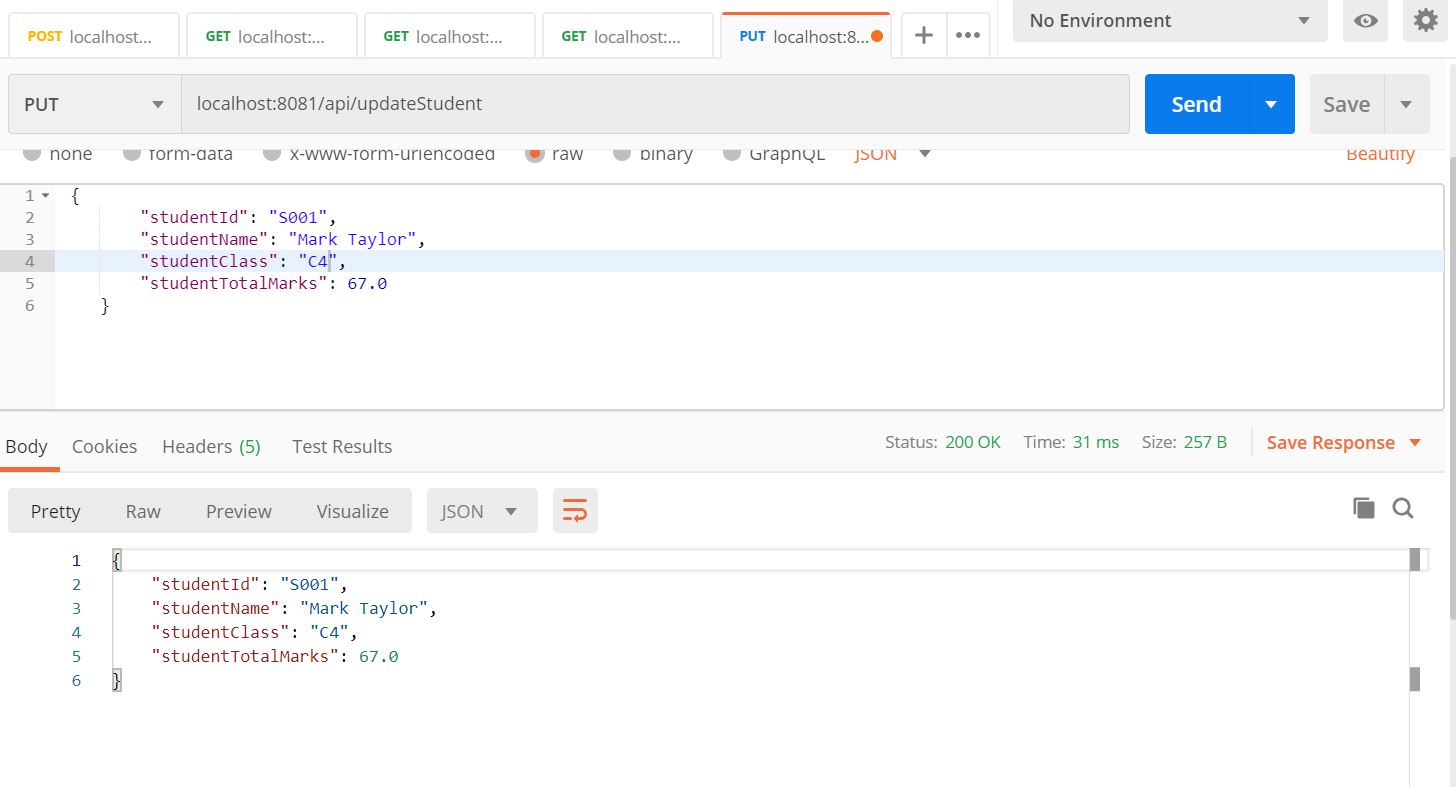 POST localhost... GET localhost:... GET localhost:... GET localhost:... PUT localhost:8... + ••• No Environment
PUT localhost:8081/api/updateStudent Send Save
none form-data x-www-form-urlencoded raw binary GraphQL JSON Beautify
1 {
2 "studentId": "S001",
3 "studentName": "Mark Taylor",
4 "studentClass": "C4",
5 "studentTotalMarks": 67.0
6 }
Body Cookies Headers (5) Test Results Status: 200 OK Time: 31 ms Size: 257 B Save Response
Pretty Raw Preview Visualize JSON
1 {
2 "studentId": "S001",
3 "studentName": "Mark Taylor",
4 "studentClass": "C4",
5 "studentTotalMarks": 67.0
6 }